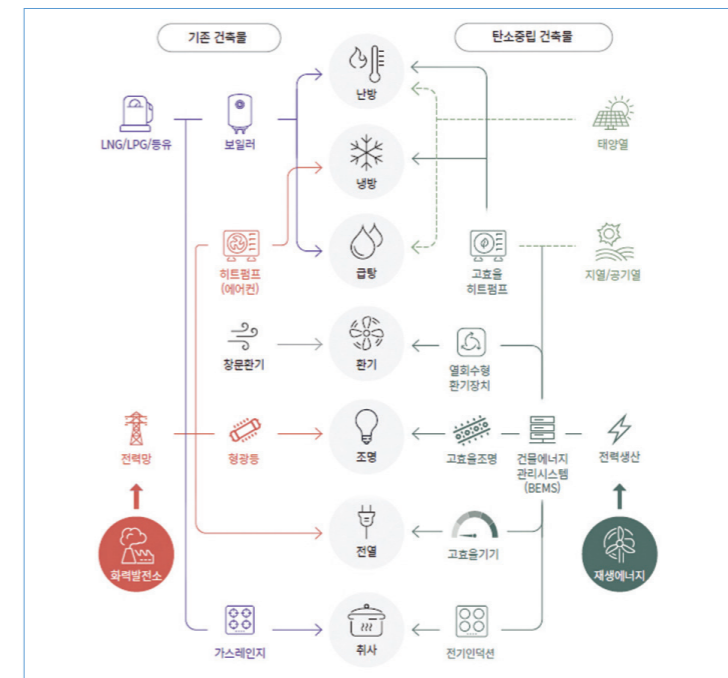 기존 건축물
탄소중립 건축물
난방
LNG/LPG/등유
보일러
태양열
냉방
히트펌프
(에어컨)
급탕
고효율
히트펌프
지열/공기열
창문환기
환기
열회수형
환기장치
전력망
형광등
조명
고효율조명
건물에너지
관리시스템
(BEMS)
전력생산
화력발전소
전열
고효율기기
재생에너지
가스레인지
취사
전기인덕션